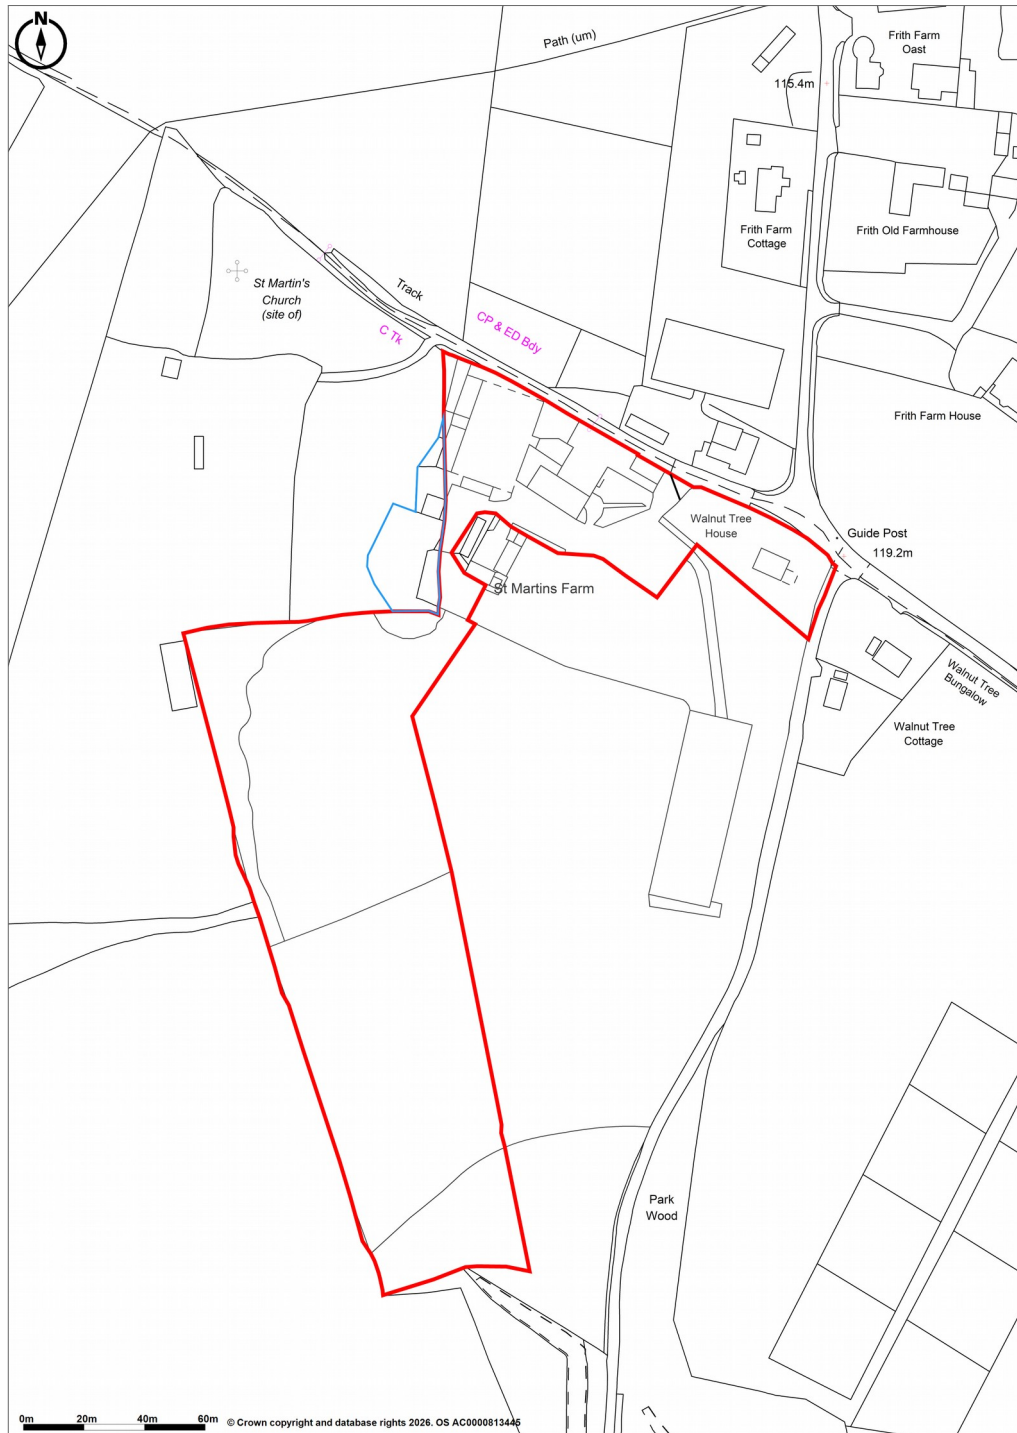 N
Path (um)
Frith Farm
Oast
115.4m
Frith Farm
Cottage
Frith Old Farmhouse
St Martin's
Church
(site of)
Track
C Tk
CP & ED Bdy
Frith Farm House
Walnut Tree
House
Guide Post
119.2m
St Martins Farm
Walnut Tree
Bungalow
Walnut Tree
Cottage
Park
Wood
0m 20m 40m 60m
© Crown copyright and database rights 2026. OS AC0000813445